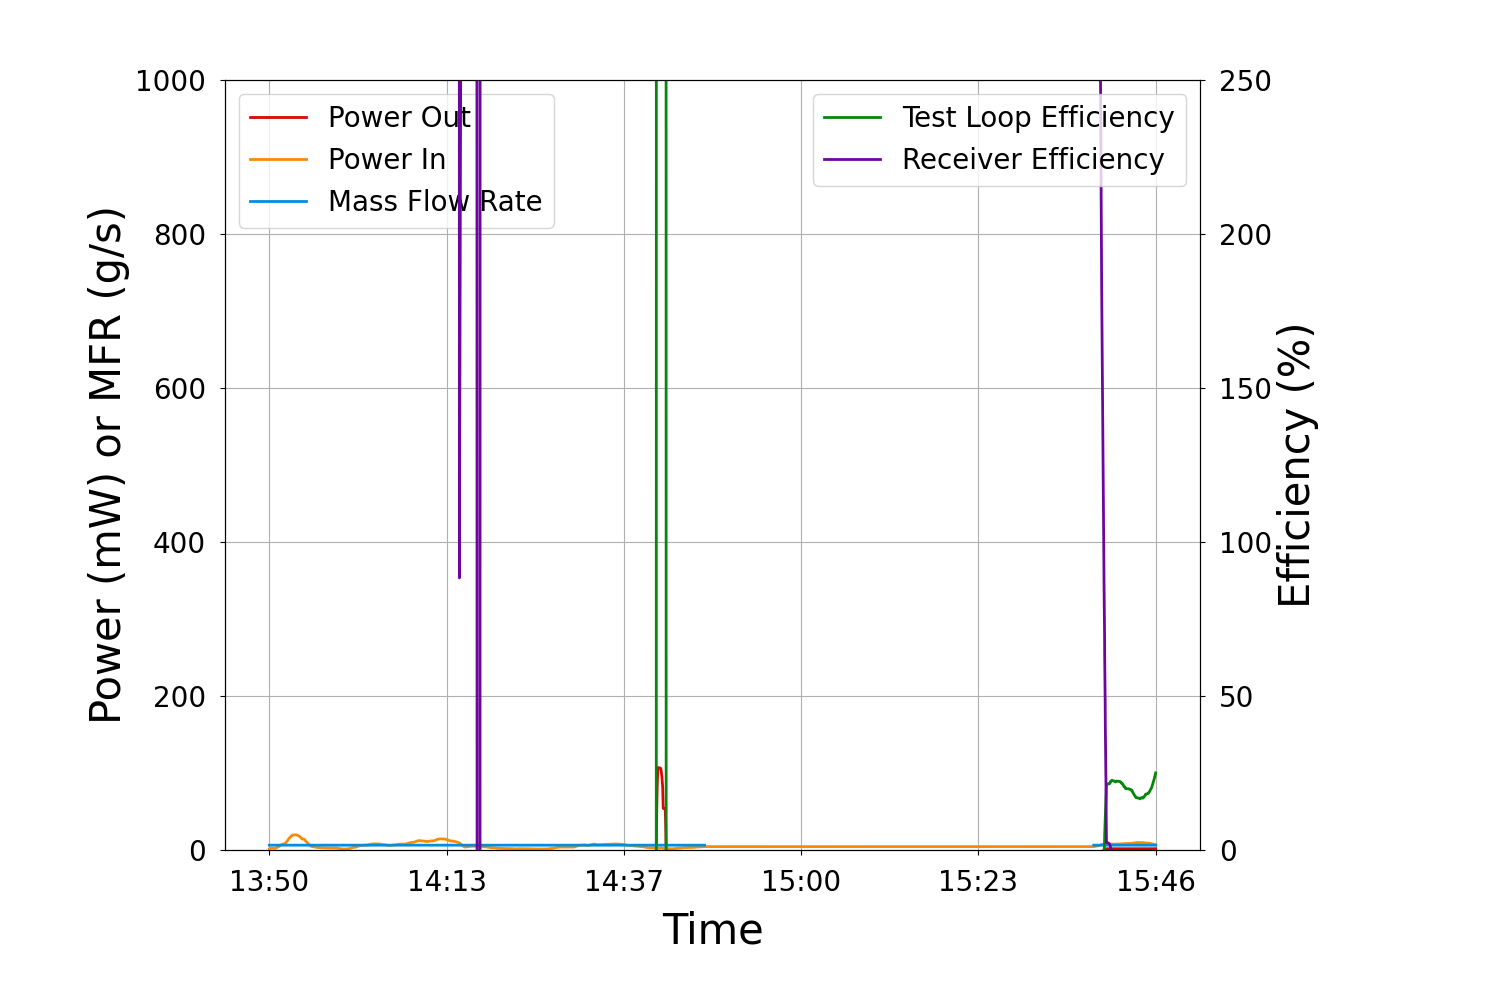 1000
800
600
400
200
0
Power (mW) or MFR (g/s)
Power Out
Power In
Mass Flow Rate
Test Loop Efficiency
Receiver Efficiency
250
200
150
100
50
0
Efficiency (%)
13:50 14:13 14:37 15:00 15:23 15:46
Time